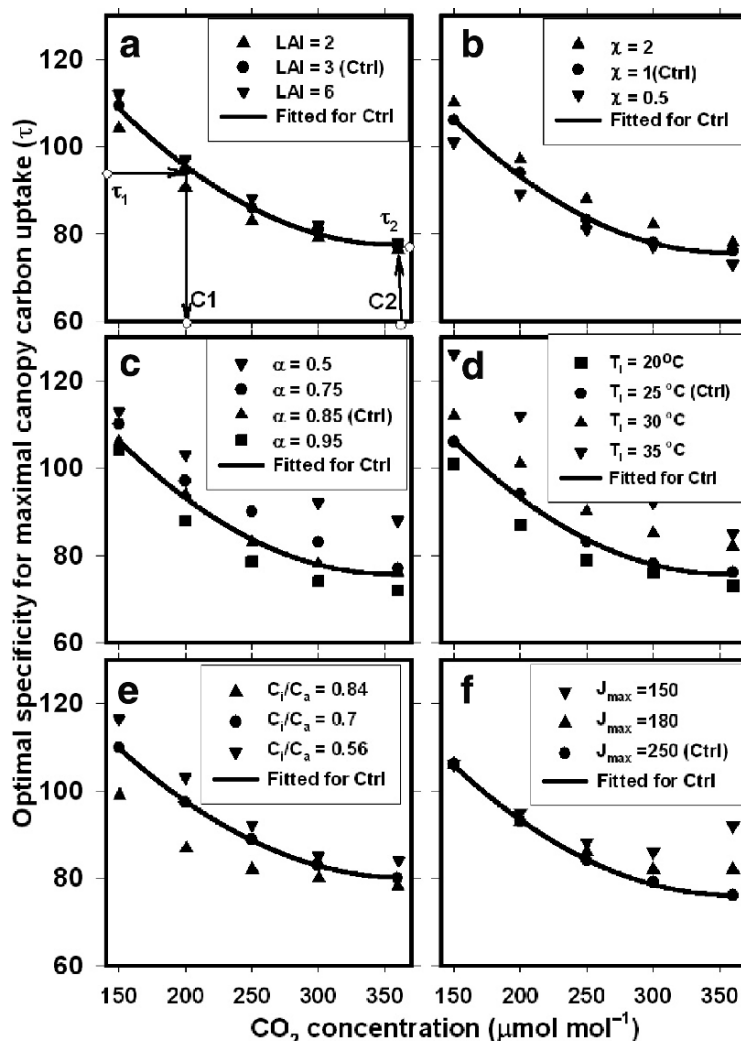 Optimal specificity for maximal canopy carbon uptake (τ)
a
LAI = 2
LAI = 3 (Ctrl)
LAI = 6
Fitted for Ctrl
120
100
80
60
τ₁
τ₂
C1
C2
b
χ = 2
χ = 1(Ctrl)
χ = 0.5
Fitted for Ctrl
c
α = 0.5
α = 0.75
α = 0.85 (Ctrl)
α = 0.95
Fitted for Ctrl
120
100
80
60
d
Tₗ = 20°C
Tₗ = 25 °C (Ctrl)
Tₗ = 30 °C
Tₗ = 35 °C
Fitted for Ctrl
e
Cᵢ/Cₐ = 0.84
Cᵢ/Cₐ = 0.7
Cᵢ/Cₐ = 0.56
Fitted for Ctrl
120
100
80
60
f
Jₘₐₓ =150
Jₘₐₓ =180
Jₘₐₓ =250 (Ctrl)
Fitted for Ctrl
150 200 250 300 350 150 200 250 300 350
CO₂ concentration (μmol mol⁻¹)